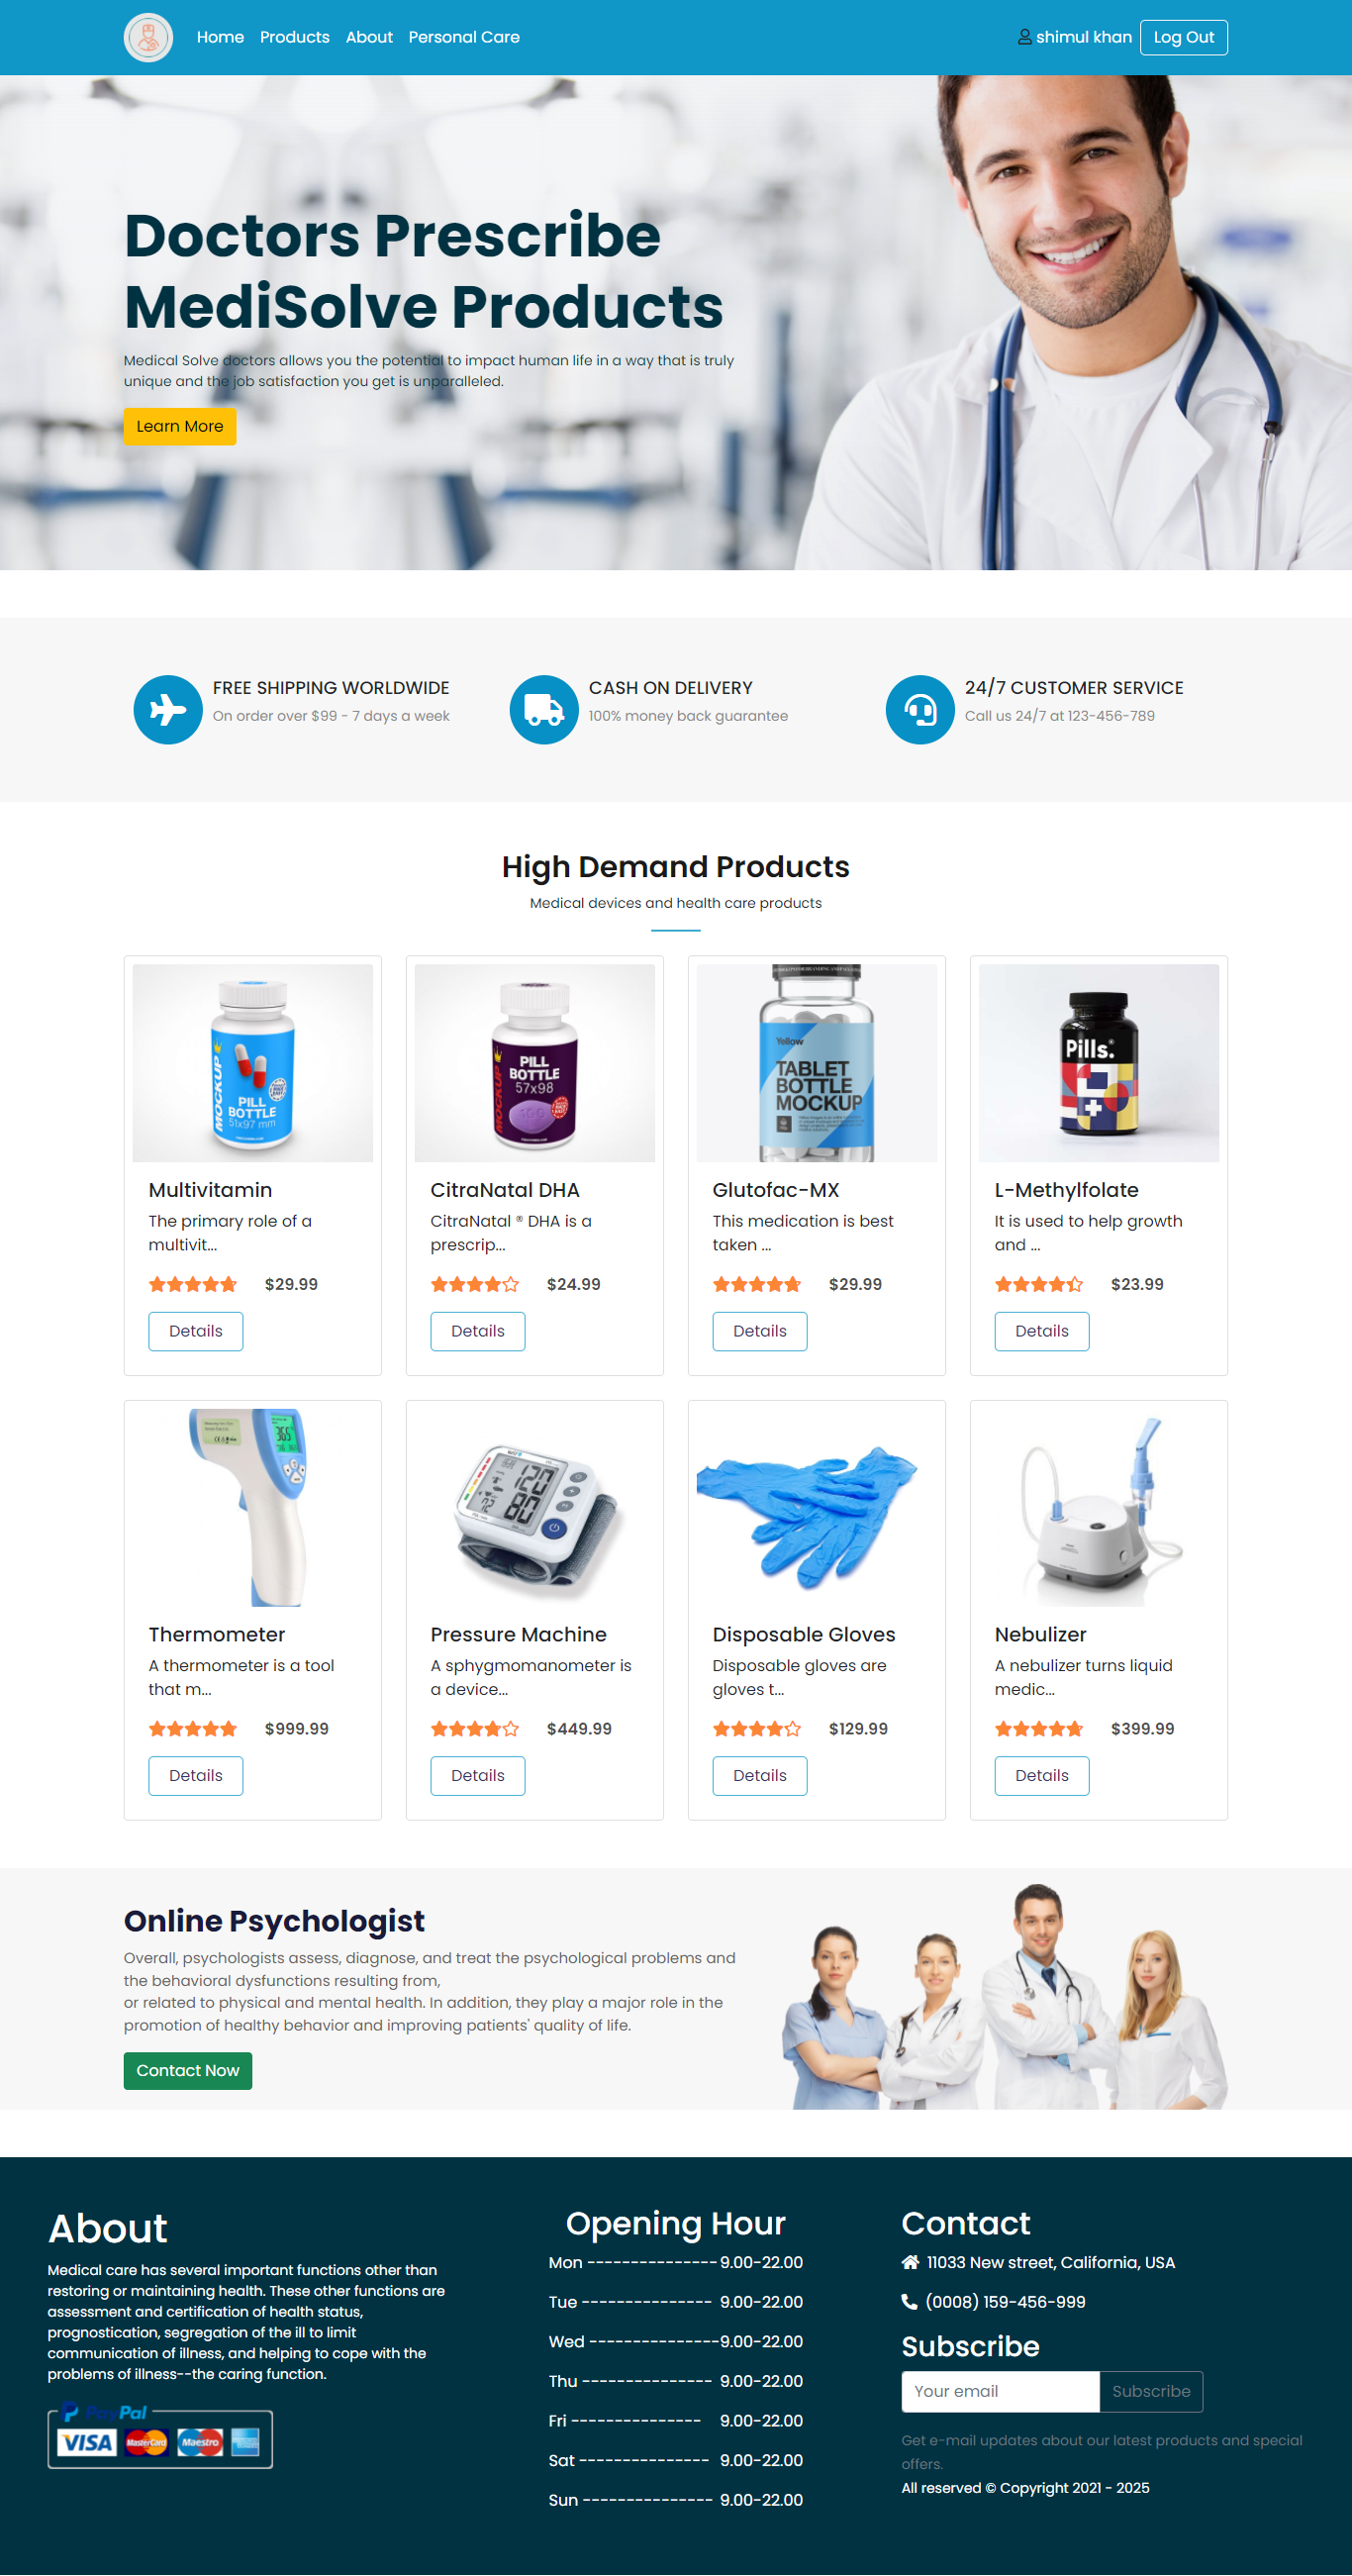 Home Products About Personal Care
shimul khan Log Out
Doctors Prescribe
MediSolve Products
Medical Solve doctors allows you the potential to impact human life in a way that is truly
unique and the job satisfaction you get is unparalleled.
Learn More
FREE SHIPPING WORLDWIDE
On order over $99 - 7 days a week
CASH ON DELIVERY
100% money back guarantee
24/7 CUSTOMER SERVICE
Call us 24/7 at 123-456-789
High Demand Products
Medical devices and health care products
MOCKUP
PILL
BOTTLE
51x97 mm
Multivitamin
The primary role of a
multivit...
$29.99
Details
MOCKUP
PILL
BOTTLE
57x98
100
CitraNatal DHA
CitraNatal ® DHA is a
prescrip...
$24.99
Details
Yellow
TABLET
BOTTLE
MOCKUP
Glutofac-MX
This medication is best
taken ...
$29.99
Details
Pills.
L-Methylfolate
It is used to help growth
and ...
$23.99
Details
36.5
Thermometer
A thermometer is a tool
that m...
$999.99
Details
120
80
72
Pressure Machine
A sphygmomanometer is
a device...
$449.99
Details
Disposable Gloves
Disposable gloves are
gloves t...
$129.99
Details
Nebulizer
A nebulizer turns liquid
medic...
$399.99
Details
Online Psychologist
Overall, psychologists assess, diagnose, and treat the psychological problems and
the behavioral dysfunctions resulting from,
or related to physical and mental health. In addition, they play a major role in the
promotion of healthy behavior and improving patients' quality of life.
Contact Now
About
Medical care has several important functions other than
restoring or maintaining health. These other functions are
assessment and certification of health status,
prognostication, segregation of the ill to limit
communication of illness, and helping to cope with the
problems of illness--the caring function.
PayPal
VISA MasterCard Maestro
Opening Hour
Mon --------------- 9.00-22.00
Tue --------------- 9.00-22.00
Wed --------------- 9.00-22.00
Thu --------------- 9.00-22.00
Fri --------------- 9.00-22.00
Sat --------------- 9.00-22.00
Sun --------------- 9.00-22.00
Contact
11033 New street, California, USA
(0008) 159-456-999
Subscribe
Your email Subscribe
Get e-mail updates about our latest products and special
offers.
All reserved © Copyright 2021 - 2025